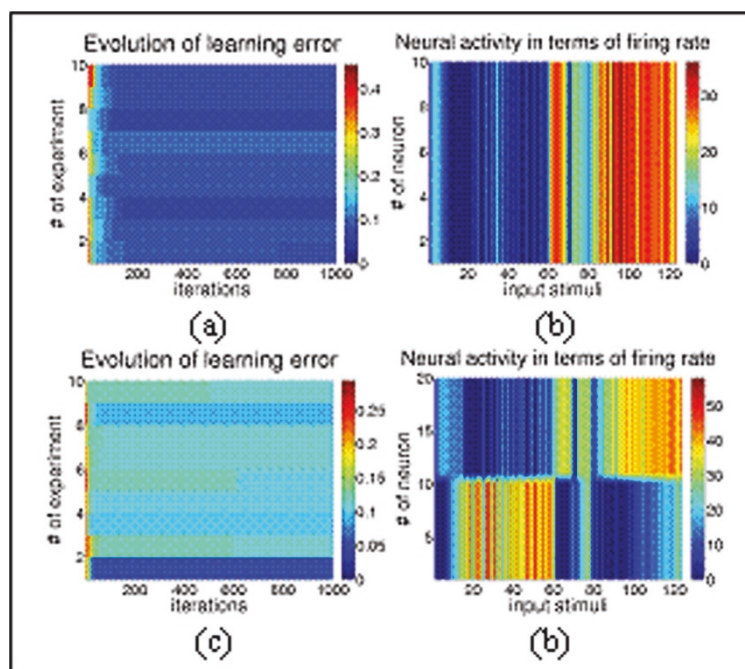 Evolution of learning error
Neural activity in terms of firing rate
# of experiment
10
8
6
4
2
200 400 600 800 1000
iterations
0.4
0.3
0.2
0.1
0
# of neuron
10
8
6
4
2
20 40 60 80 100 120
input stimuli
30
20
10
0
(a)
(b)
Evolution of learning error
Neural activity in terms of firing rate
# of experiment
10
8
6
4
2
200 400 600 800 1000
iterations
0.25
0.2
0.15
0.1
0.05
0
# of neuron
20
15
10
5
20 40 60 80 100 120
input stimuli
50
40
30
20
10
0
(c)
(b)